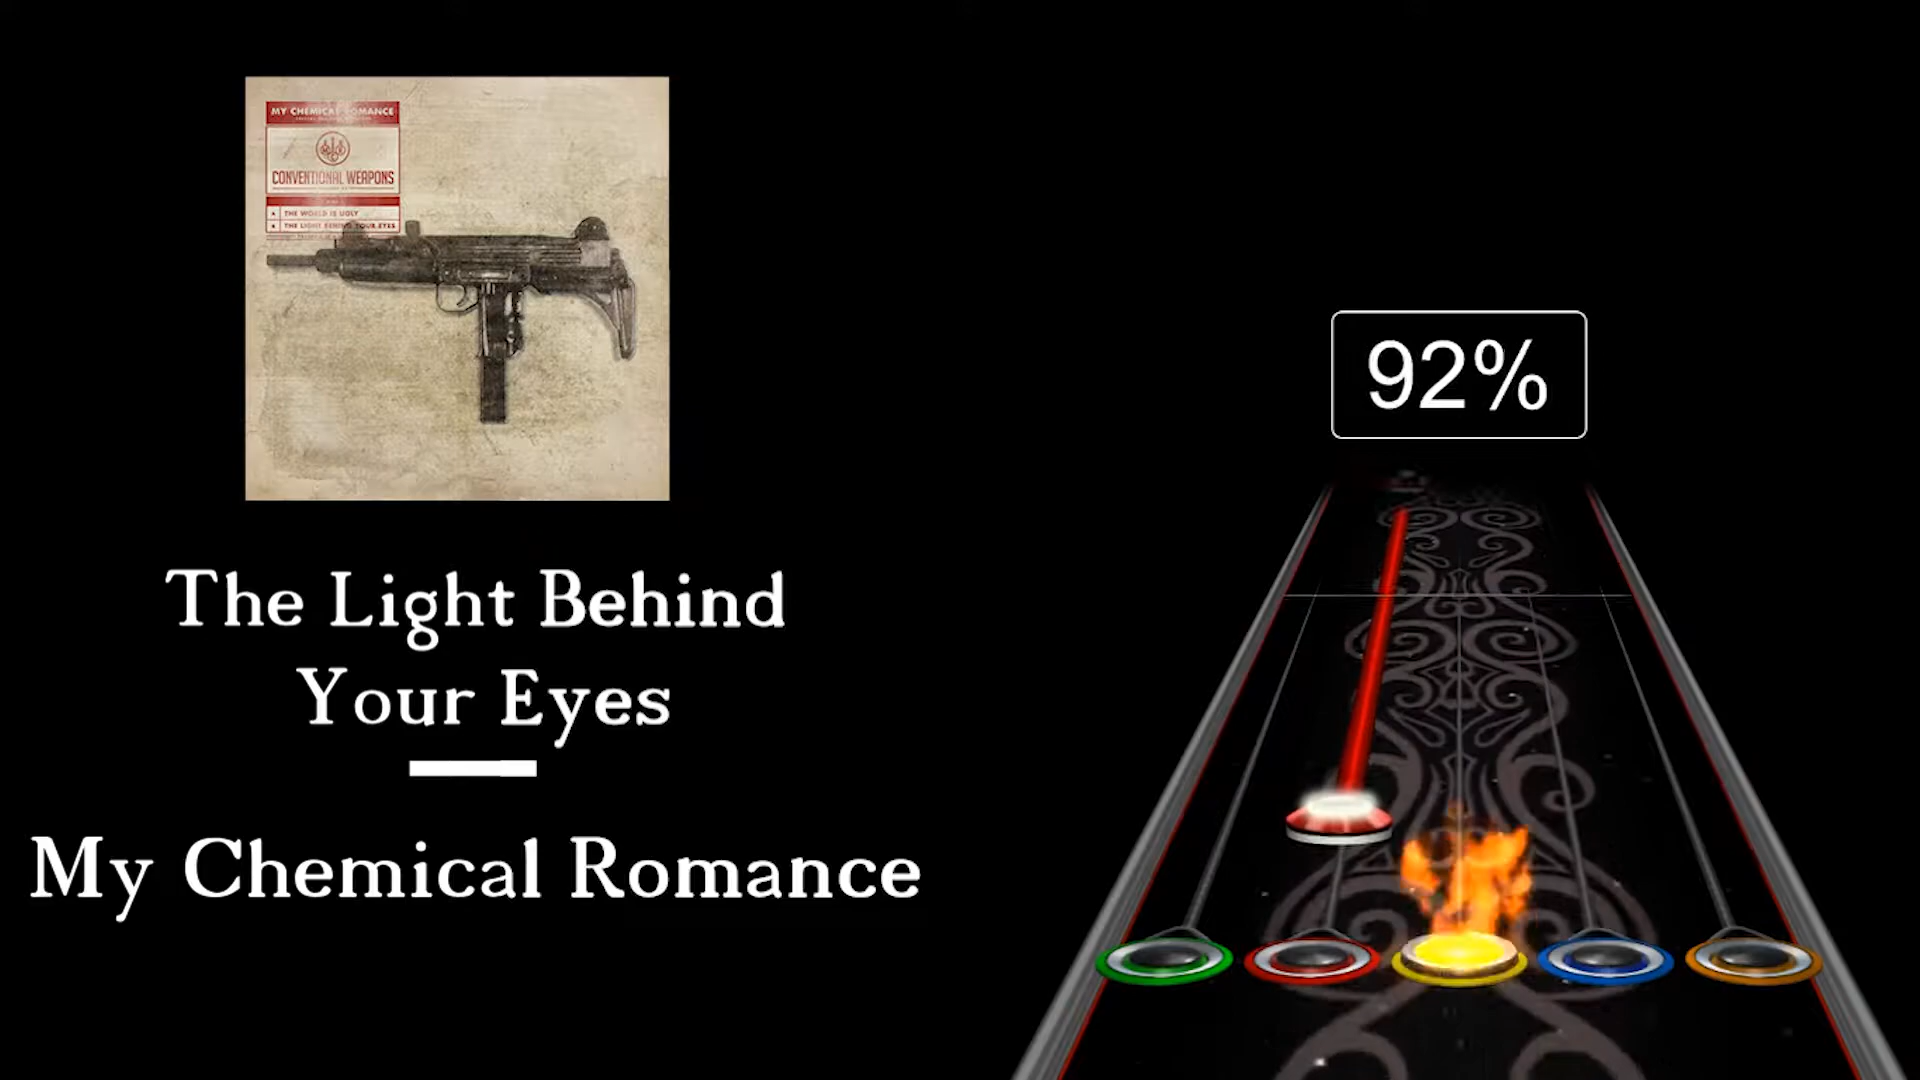 MY CHEMICAL ROMANCE
CONVENTIONAL WEAPONS
THE WORLD IS UGLY
THE LIGHT BEHIND YOUR EYES
The Light Behind
Your Eyes
My Chemical Romance
92%